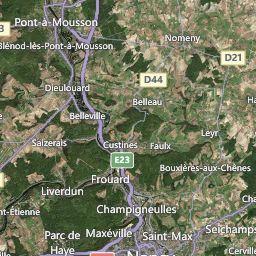 Pont-à-Mousson
Nomeny
Blénod-lès-Pont-à-Mousson
D21
D44
Dieulouard
Belleau
Belleville
Leyr
Salzerais
Custines
Faulx
E23
Bouxières-aux-Chênes
Frouard
Liverdun
Champigneulles
Parc de
Haye
Maxéville
Saint-Max